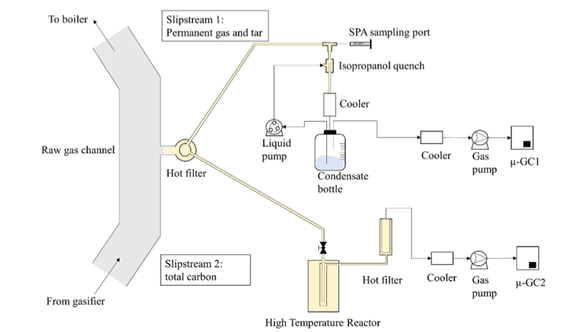 To boiler
Slipstream 1:
Permanent gas and tar
SPA sampling port
Isopropanol quench
Cooler
Raw gas channel
Hot filter
Liquid
pump
Condensate
bottle
Cooler
Gas
pump
μ-GC1
Slipstream 2:
total carbon
From gasifier
Hot filter
Cooler
Gas
pump
μ-GC2
High Temperature Reactor